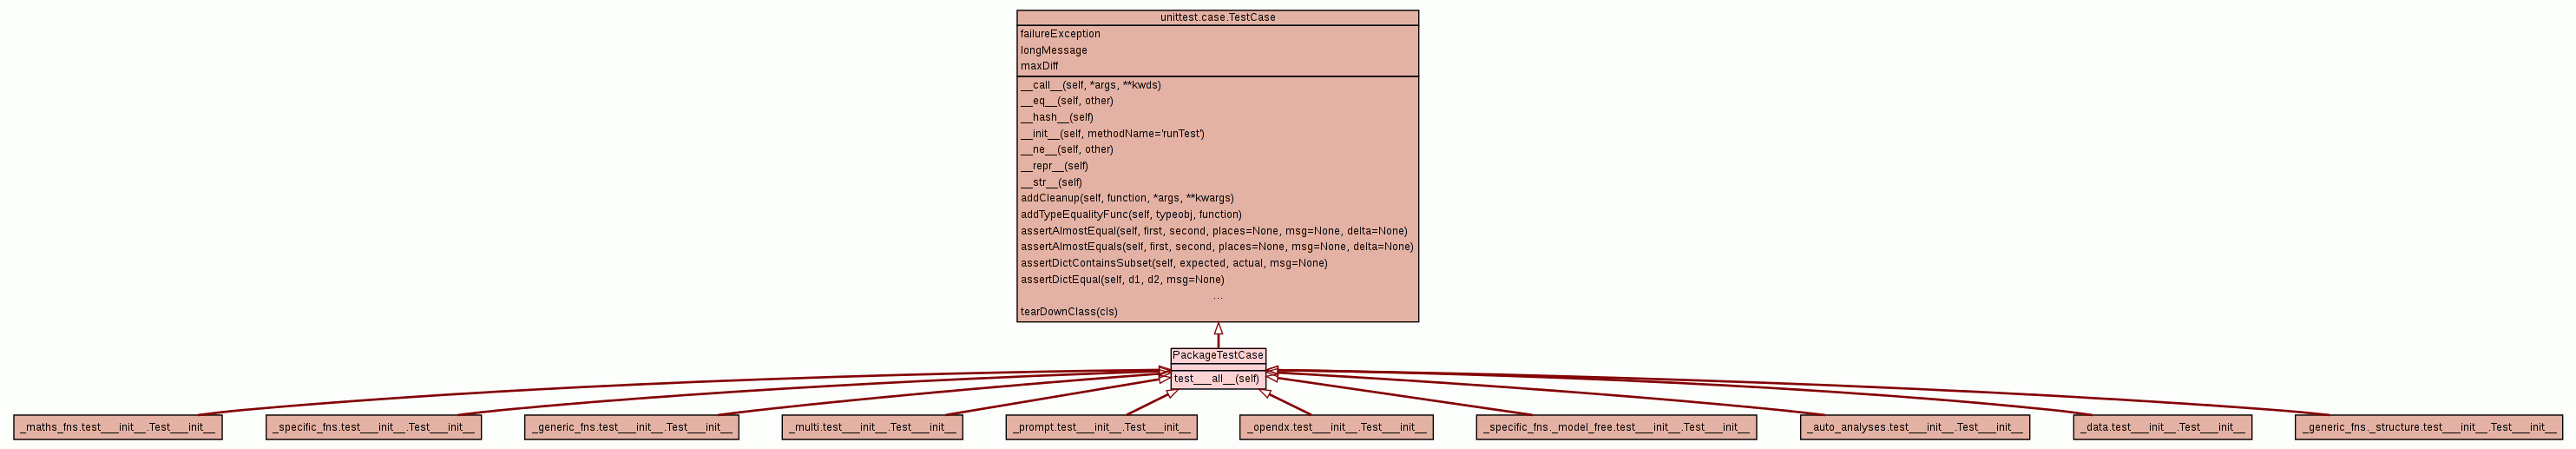 unittest.case.TestCase
failureException
longMessage
maxDiff
__call__(self, *args, **kwds)
__eq__(self, other)
__hash__(self)
__init__(self, methodName='runTest')
__ne__(self, other)
__repr__(self)
__str__(self)
addCleanup(self, function, *args, **kwargs)
addTypeEqualityFunc(self, typeobj, function)
assertAlmostEqual(self, first, second, places=None, msg=None, delta=None)
assertAlmostEquals(self, first, second, places=None, msg=None, delta=None)
assertDictContainsSubset(self, expected, actual, msg=None)
assertDictEqual(self, d1, d2, msg=None)
...
tearDownClass(cls)
PackageTestCase
test___all__(self)
_maths_fns.test___init__.Test___init__
_specific_fns.test___init__.Test___init__
_generic_fns.test___init__.Test___init__
_multi.test___init__.Test___init__
_prompt.test___init__.Test___init__
_opendx.test___init__.Test___init__
_specific_fns._model_free.test___init__.Test___init__
_auto_analyses.test___init__.Test___init__
_data.test___init__.Test___init__
_generic_fns._structure.test___init__.Test___init__